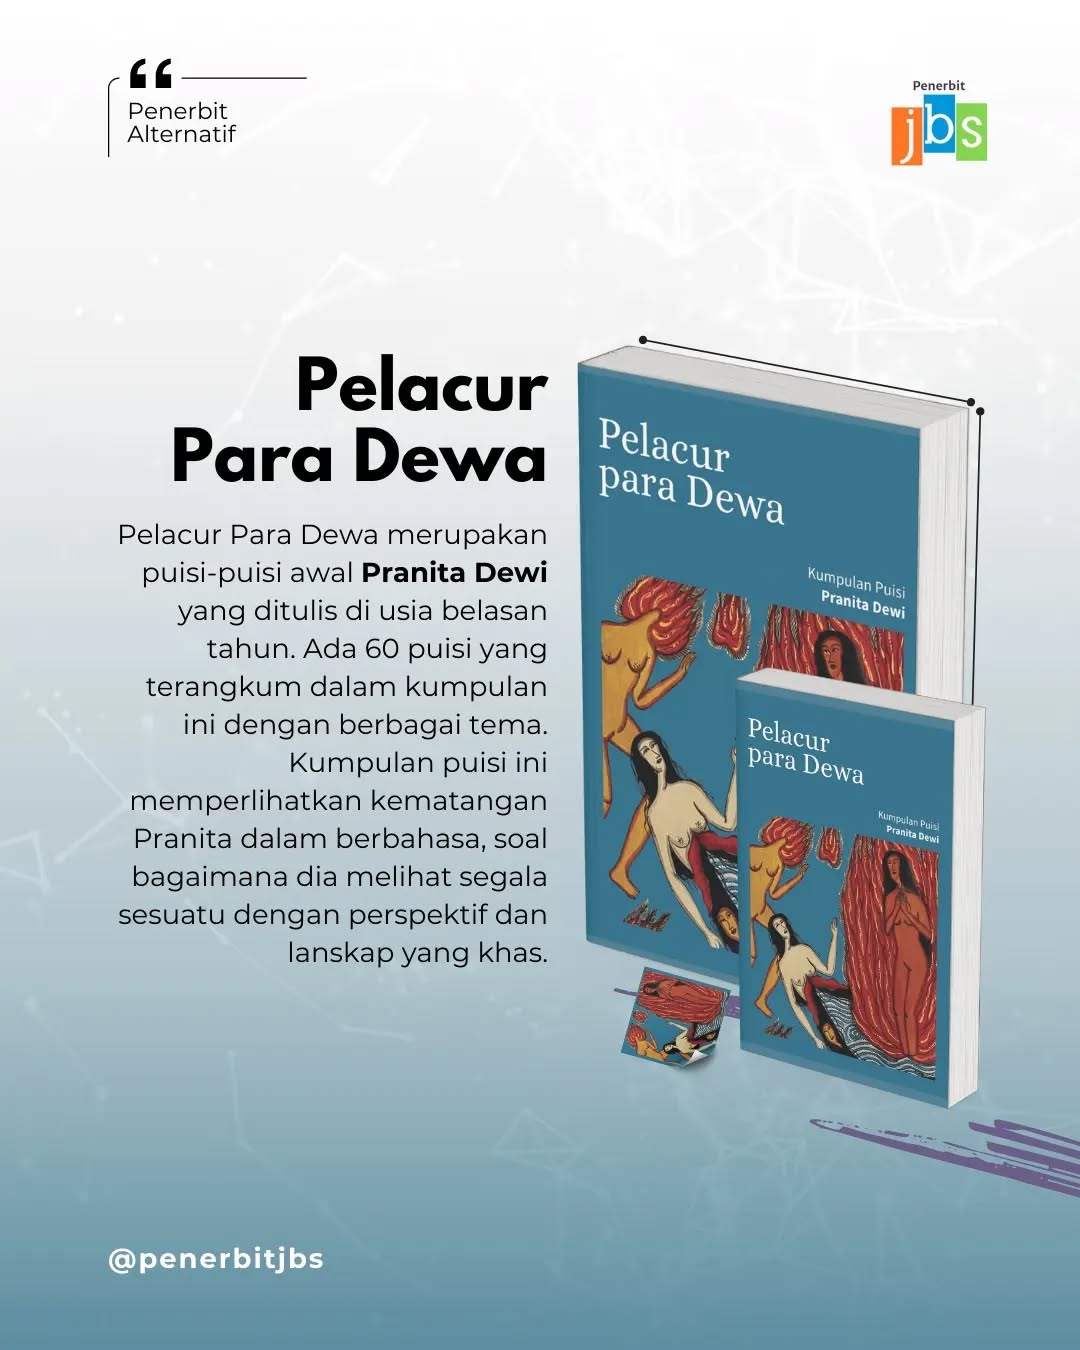 Penerbit
Alternatif
Penerbit
jbs
Pelacur
Para Dewa
Pelacur Para Dewa merupakan
puisi-puisi awal Pranita Dewi
yang ditulis di usia belasan
tahun. Ada 60 puisi yang
terangkum dalam kumpulan
ini dengan berbagai tema.
Kumpulan puisi ini
memperlihatkan kematangan
Pranita dalam berbahasa, soal
bagaimana dia melihat segala
sesuatu dengan perspektif dan
lanskap yang khas.
Pelacur
para Dewa
Kumpulan Puisi
Pranita Dewi
Pelacur
para Dewa
Kumpulan Puisi
Pranita Dewi
@penerbitjbs